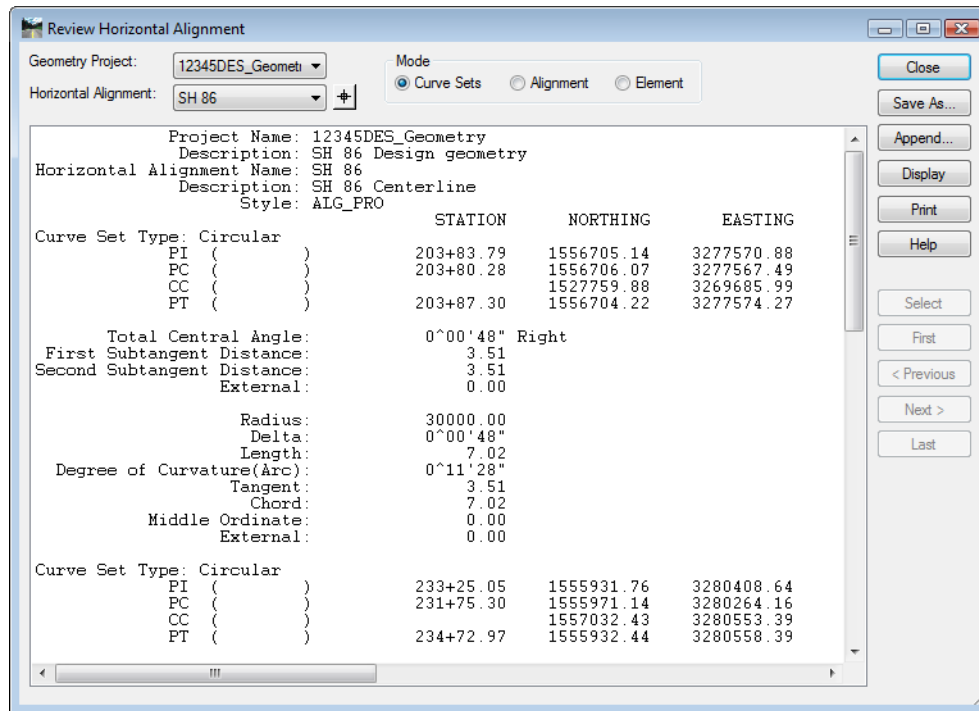 Review Horizontal Alignment
Geometry Project: 12345DES_Geometi
Horizontal Alignment: SH 86
Mode
Curve Sets Alignment Element
Close
Save As...
Append...
Display
Print
Help
Select
First
< Previous
Next >
Last
Project Name: 12345DES_Geometry
Description: SH 86 Design geometry
Horizontal Alignment Name: SH 86
Description: SH 86 Centerline
Style: ALG_PRO
STATION NORTHING EASTING
Curve Set Type: Circular
PI ( ) 203+83.79 1556705.14 3277570.88
PC ( ) 203+80.28 1556706.07 3277567.49
CC ( ) 1527759.88 3269685.99
PT ( ) 203+87.30 1556704.22 3277574.27
Total Central Angle: 0^00'48" Right
First Subtangent Distance: 3.51
Second Subtangent Distance: 3.51
External: 0.00
Radius: 30000.00
Delta: 0^00'48"
Length: 7.02
Degree of Curvature(Arc): 0^11'28"
Tangent: 3.51
Chord: 7.02
Middle Ordinate: 0.00
External: 0.00
Curve Set Type: Circular
PI ( ) 233+25.05 1555931.76 3280408.64
PC ( ) 231+75.30 1555971.14 3280264.16
CC ( ) 1557032.43 3280553.39
PT ( ) 234+72.97 1555932.44 3280558.39